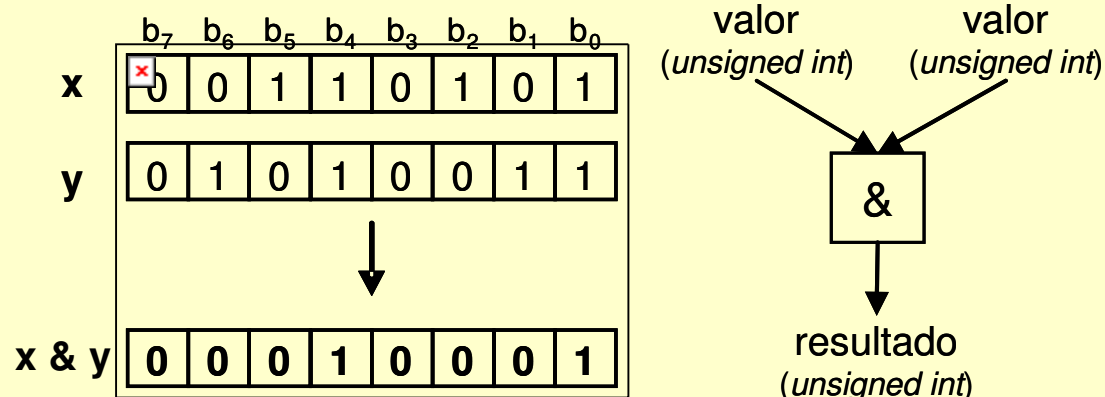 b7 b6 b5 b4 b3 b2 b1 b0
x 0 0 1 1 0 1 0 1
y 0 1 0 1 0 0 1 1
x & y 0 0 0 1 0 0 0 1
valor valor
(unsigned int) (unsigned int)
&
resultado
(unsigned int)